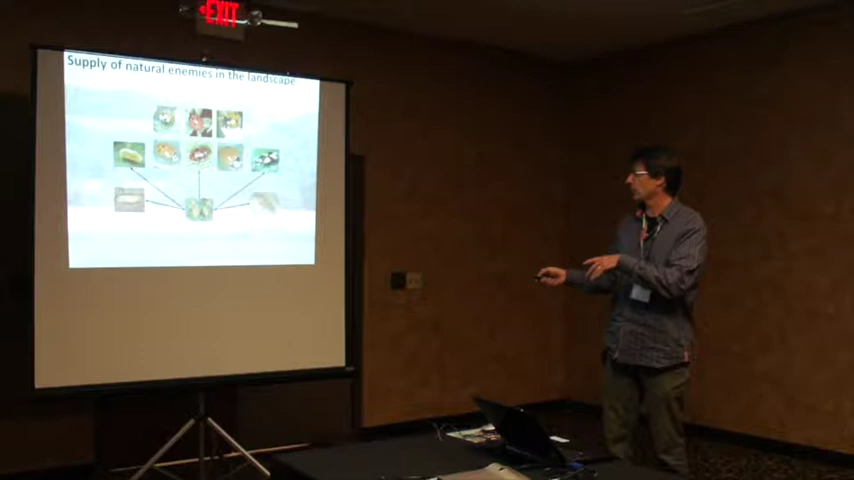 EXIT
Supply of natural enemies in the landscape